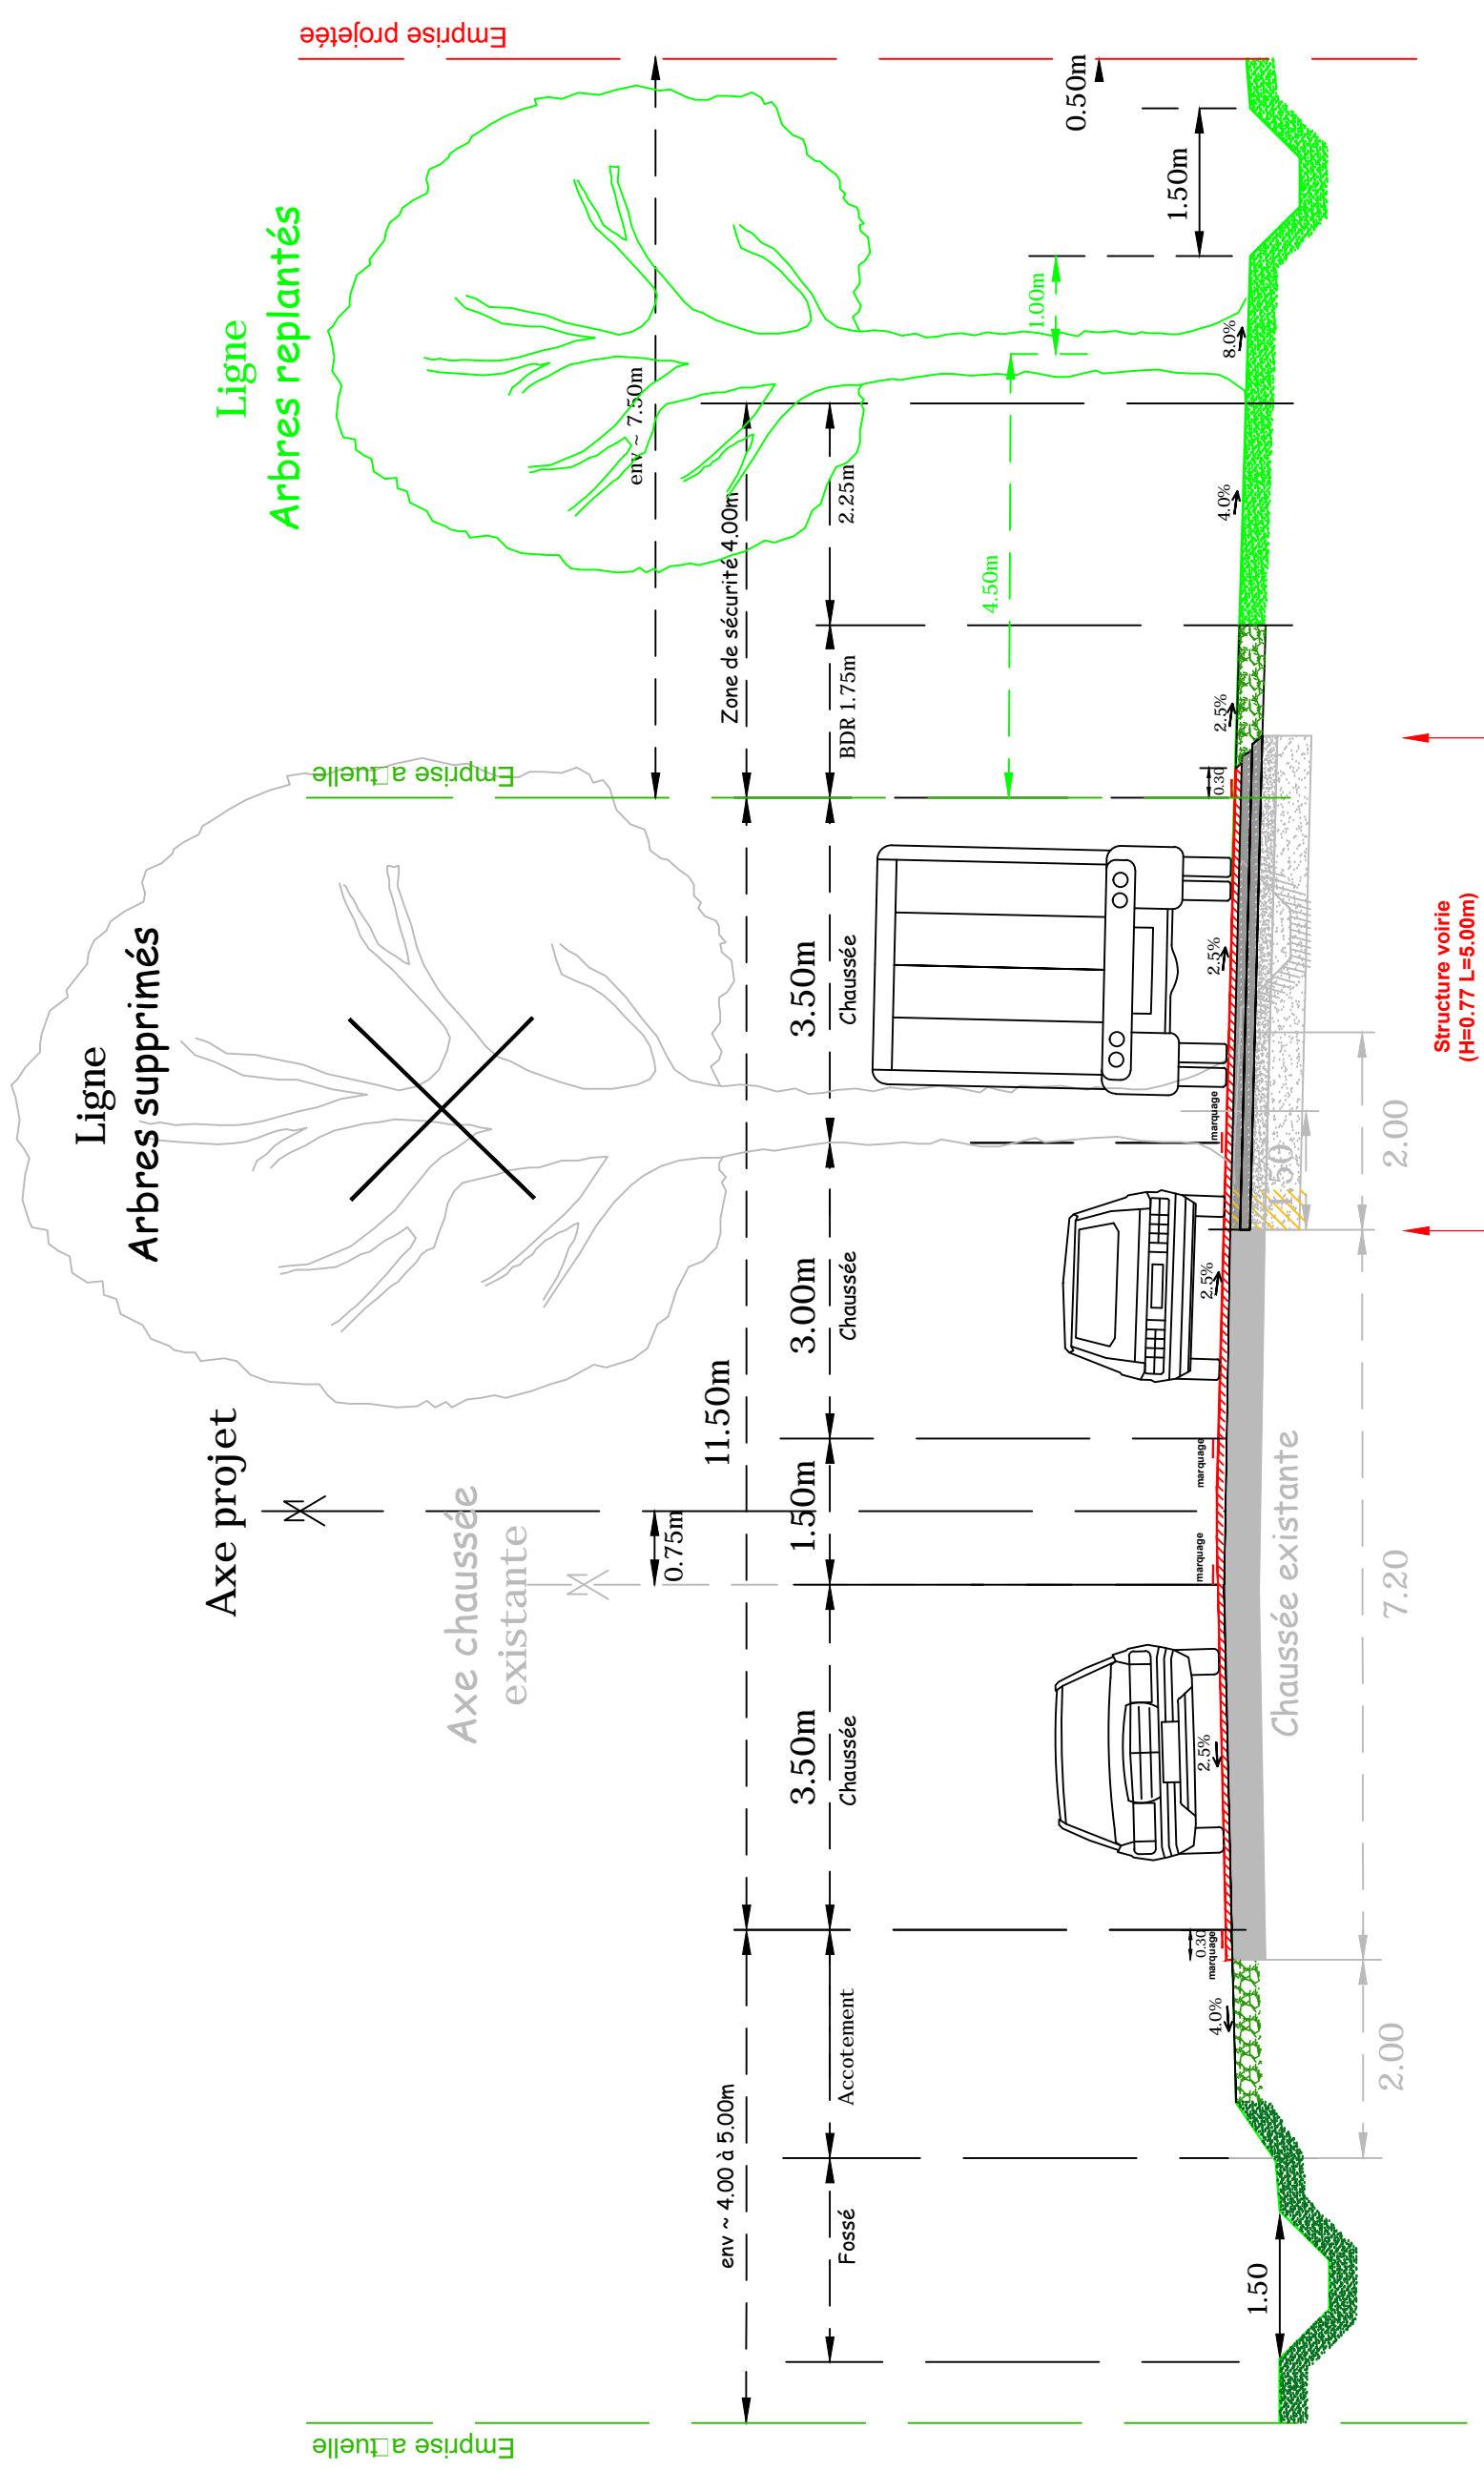 Emprise projetée
0.50m
1.50m
Ligne
Arbres replantés
1.00m
8.0%
env ~ 7.50m
Zone de sécurité 4.00m
2.25m
4.0%
4.50m
BDR 1.75m
2.5%
Emprise a□tuelle
0.30
Ligne
Arbres supprimés
3.50m
Chaussée
2.5%
Structure voirie
(H=0.77 L=5.00m)
marquage
2.00
1.50
3.00m
Chaussée
2.5%
11.50m
Axe projet
M
1.50m
marquage
0.75m
Axe chaussée
existante
M
marquage
Chaussée existante
7.20
3.50m
Chaussée
2.5%
0.30
marquage
4.0%
Accotement
2.00
env ~ 4.00 à 5.00m
Fossé
1.50
Emprise a□tuelle